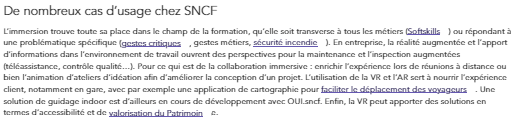 De nombreux cas d'usage chez SNCF
L'immersion trouve toute sa place dans le champ de la formation, qu'elle soit transverse à tous les métiers (Softskills ) ou répondant à
une problématique spécifique (gestes critiques , gestes métiers, sécurité incendie ). En entreprise, la réalité augmentée et l'apport
d'informations dans l'environnement de travail ouvrent des perspectives pour la maintenance et l'inspection augmentées
(téléassistance, contrôle qualité…). Pour ce qui est de la collaboration immersive : enrichir l'expérience lors de réunions à distance ou
bien l'animation d'ateliers d'idéation afin d'améliorer la conception d'un projet. L'utilisation de la VR et l'AR sert à nourrir l'expérience
client, notamment en gare, avec par exemple une application de cartographie pour faciliter le déplacement des voyageurs . Une
solution de guidage indoor est d'ailleurs en cours de développement avec OUI.sncf. Enfin, la VR peut apporter des solutions en
termes d'accessibilité et de valorisation du Patrimoin e.